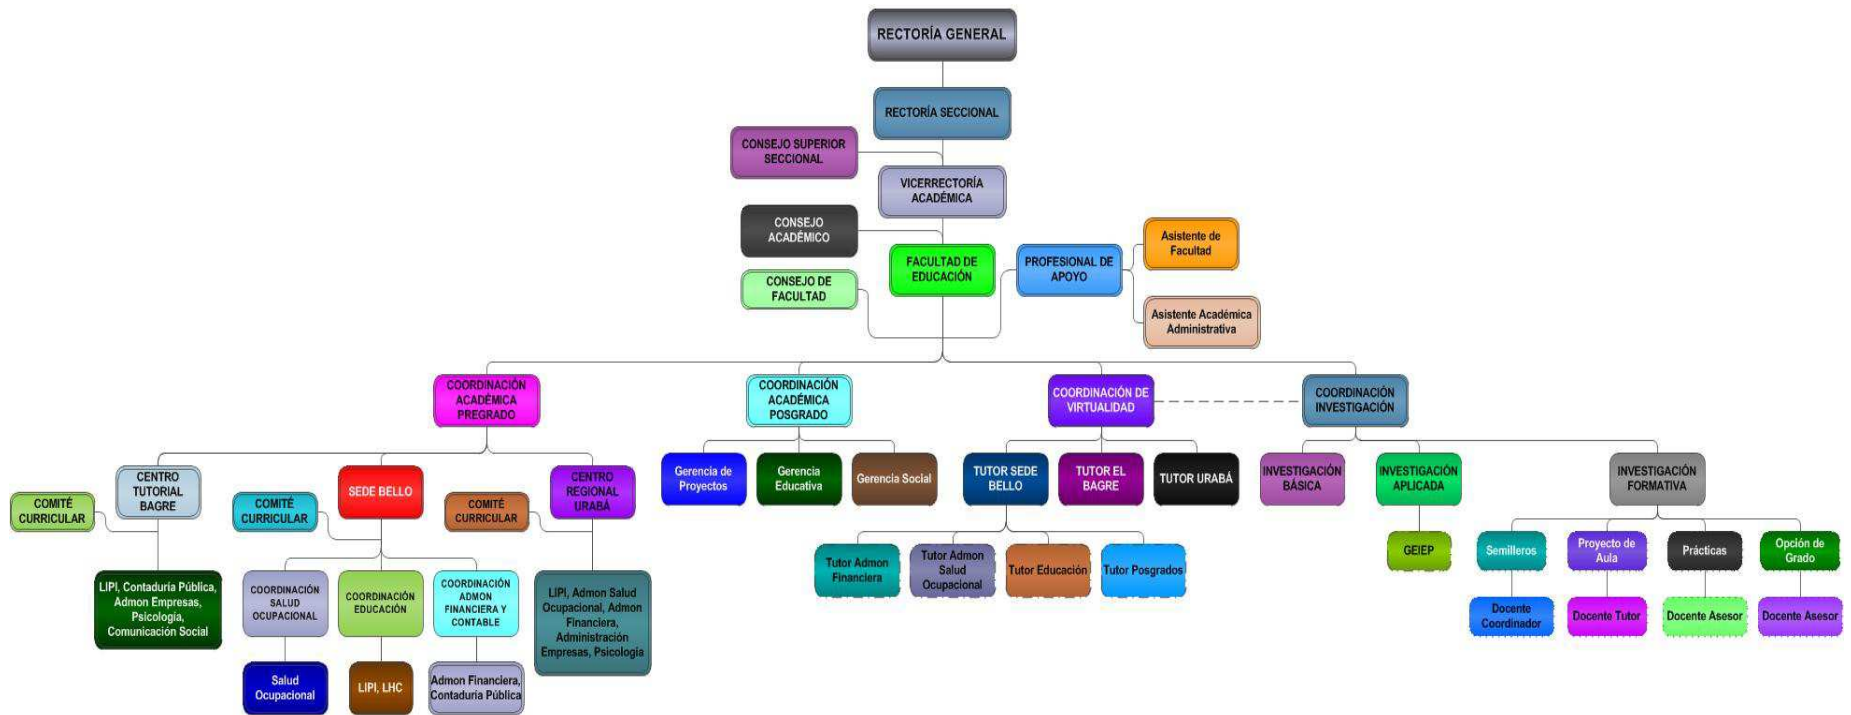 RECTORÍA GENERAL
RECTORÍA SECCIONAL
CONSEJO SUPERIOR
SECCIONAL
VICERRECTORÍA
ACADÉMICA
CONSEJO
ACADÉMICO
FACULTAD DE
EDUCACIÓN
CONSEJO DE
FACULTAD
PROFESIONAL DE
APOYO
Asistente de
Facultad
Asistente Académica
Administrativa
COORDINACIÓN
ACADÉMICA
PREGRADO
COORDINACIÓN
ACADÉMICA
POSGRADO
COORDINACIÓN DE
VIRTUALIDAD
COORDINACIÓN
INVESTIGACIÓN
COMITÉ
CURRICULAR
CENTRO
TUTORIAL
BAGRE
COMITÉ
CURRICULAR
SEDE BELLO
COMITÉ
CURRICULAR
CENTRO
REGIONAL
URABÁ
Gerencia de
Proyectos
Gerencia
Educativa
Gerencia Social
TUTOR SEDE
BELLO
TUTOR EL
BAGRE
TUTOR URABÁ
INVESTIGACIÓN
BÁSICA
INVESTIGACIÓN
APLICADA
INVESTIGACIÓN
FORMATIVA
LIPI, Contaduría Pública,
Admon Empresas,
Psicología,
Comunicación Social
COORDINACIÓN
SALUD
OCUPACIONAL
COORDINACIÓN
EDUCACIÓN
COORDINACIÓN
ADMON
FINANCIERA Y
CONTABLE
LIPI, Admon Salud
Ocupacional, Admon
Financiera,
Administración
Empresas, Psicología
Tutor Admon
Financiera
Tutor Admon
Salud
Ocupacional
Tutor Educación
Tutor Posgrados
GEIEP
Semilleros
Proyecto de
Aula
Prácticas
Opción de
Grado
Docente
Coordinador
Docente Tutor
Docente Asesor
Docente Asesor
Salud
Ocupacional
LIPI, LHC
Admon Financiera,
Contaduría Pública